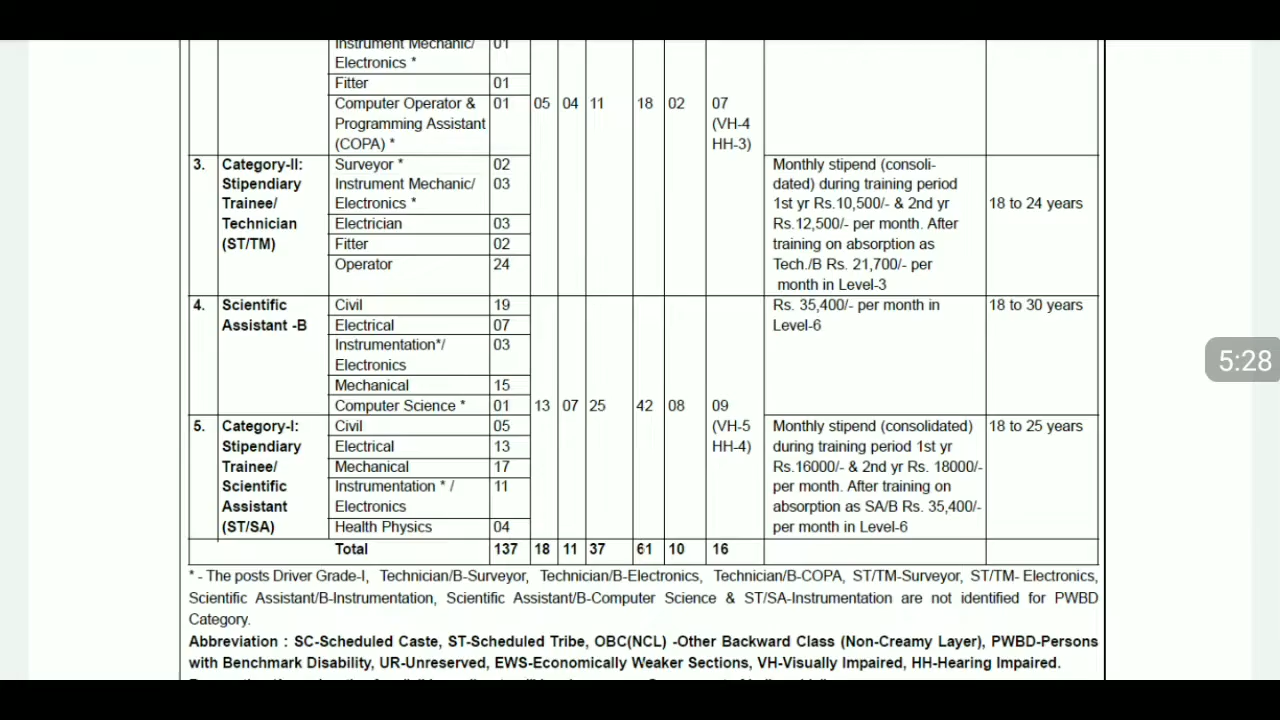 Instrument Mechanic/ 01
Electronics *
Fitter 01
Computer Operator & 01 05 04 11 18 02 07
Programming Assistant (VH-4
(COPA) * HH-3)
3. Category-II: Surveyor * 02 Monthly stipend (consoli-
Stipendiary Instrument Mechanic/ 03 dated) during training period
Trainee/ Electronics * 1st yr Rs.10,500/- & 2nd yr 18 to 24 years
Technician Electrician 03 Rs.12,500/- per month. After
(ST/TM) Fitter 02 training on absorption as
Operator 24 Tech./B Rs. 21,700/- per
month in Level-3
4. Scientific Civil 19 Rs. 35,400/- per month in 18 to 30 years
Assistant -B Electrical 07 Level-6
Instrumentation*/ 03
Electronics
Mechanical 15
Computer Science * 01 13 07 25 42 08 09
5. Category-I: Civil 05 (VH-5 Monthly stipend (consolidated) 18 to 25 years
Stipendiary Electrical 13 HH-4) during training period 1st yr
Trainee/ Mechanical 17 Rs.16000/- & 2nd yr Rs. 18000/-
Scientific Instrumentation * / 11 per month. After training on
Assistant Electronics absorption as SA/B Rs. 35,400/-
(ST/SA) Health Physics 04 per month in Level-6
Total 137 18 11 37 61 10 16
* - The posts Driver Grade-I, Technician/B-Surveyor, Technician/B-Electronics, Technician/B-COPA, ST/TM-Surveyor, ST/TM- Electronics,
Scientific Assistant/B-Instrumentation, Scientific Assistant/B-Computer Science & ST/SA-Instrumentation are not identified for PWBD
Category.
Abbreviation : SC-Scheduled Caste, ST-Scheduled Tribe, OBC(NCL) -Other Backward Class (Non-Creamy Layer), PWBD-Persons
with Benchmark Disability, UR-Unreserved, EWS-Economically Weaker Sections, VH-Visually Impaired, HH-Hearing Impaired.
5:28